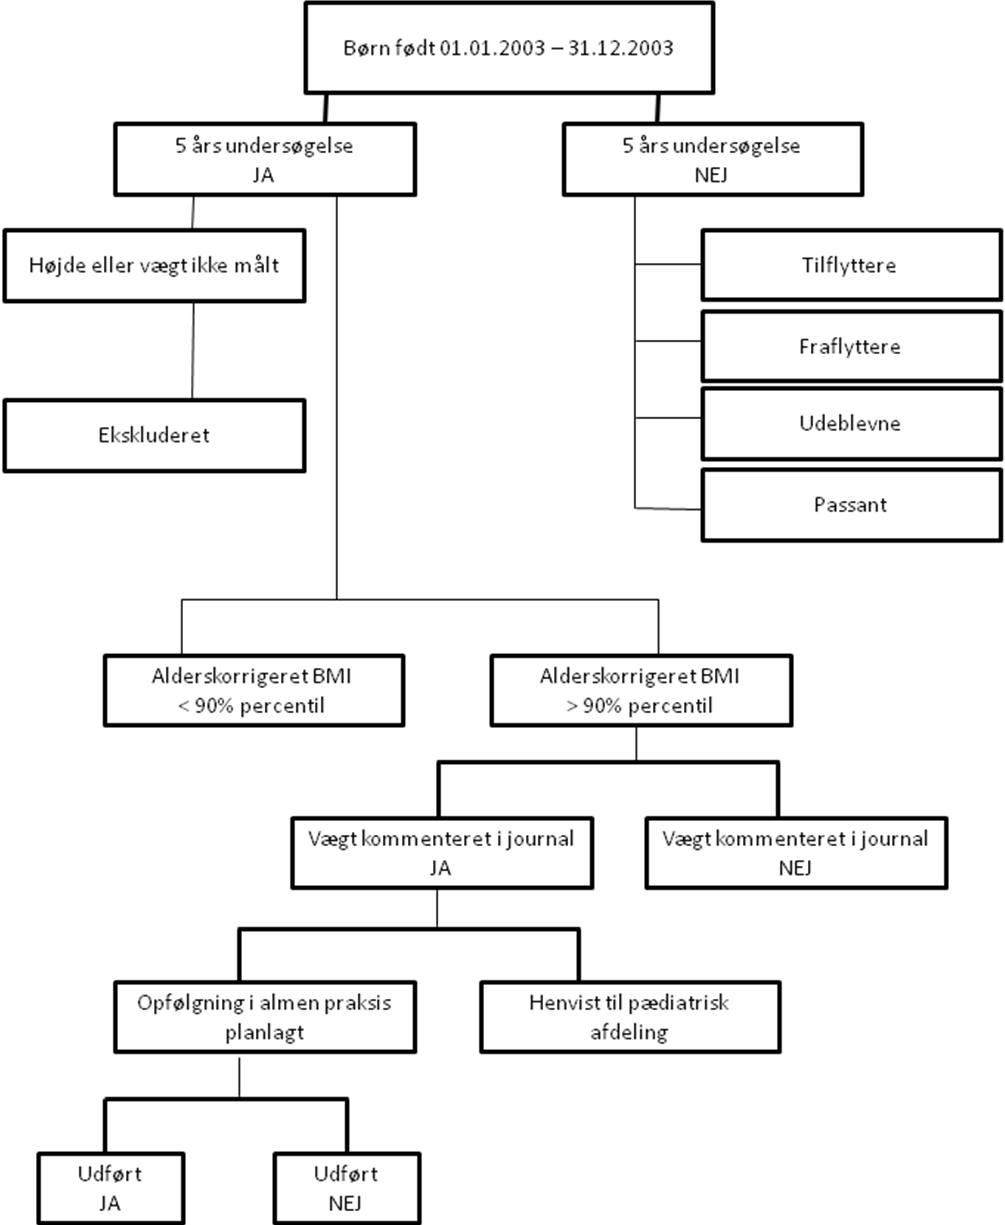 Børn født 01.01.2003 – 31.12.2003
5 års undersøgelse
JA
5 års undersøgelse
NEJ
Højde eller vægt ikke målt
Ekskluderet
Tilflyttere
Fraflyttere
Udeblevne
Passant
Alderskorrigeret BMI
< 90% percentil
Alderskorrigeret BMI
> 90% percentil
Vægt kommenteret i journal
JA
Vægt kommenteret i journal
NEJ
Opfølgning i almen praksis
planlagt
Henvist til pædiatrisk
afdeling
Udført
JA
Udført
NEJ